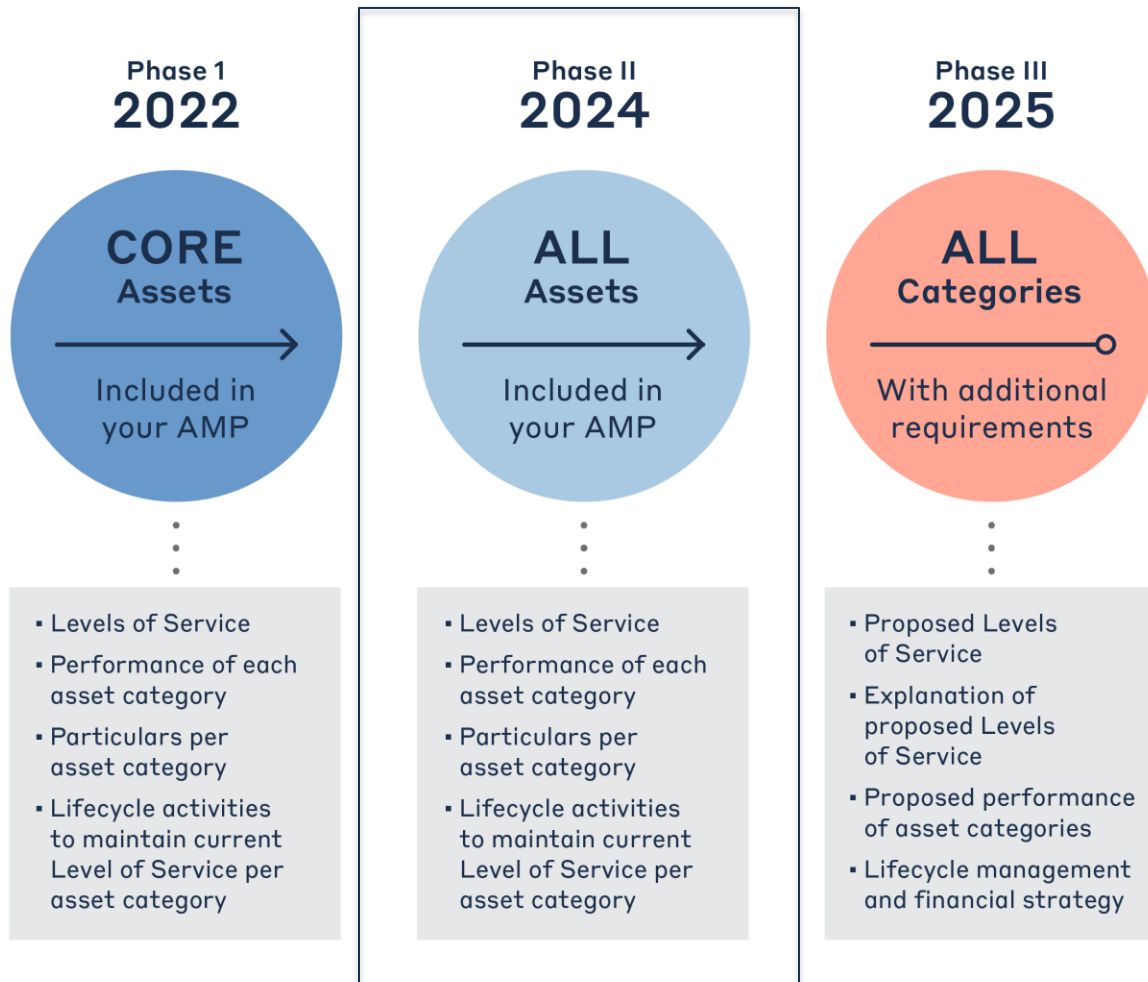 Phase 1
2022
CORE
Assets
Included in
your AMP
▪ Levels of Service
▪ Performance of each
asset category
▪ Particulars per
asset category
▪ Lifecycle activities
to maintain current
Level of Service per
asset category
Phase II
2024
ALL
Assets
Included in
your AMP
▪ Levels of Service
▪ Performance of each
asset category
▪ Particulars per
asset category
▪ Lifecycle activities
to maintain current
Level of Service per
asset category
Phase III
2025
ALL
Categories
With additional
requirements
▪ Proposed Levels
of Service
▪ Explanation of
proposed Levels
of Service
▪ Proposed performance
of asset categories
▪ Lifecycle management
and financial strategy